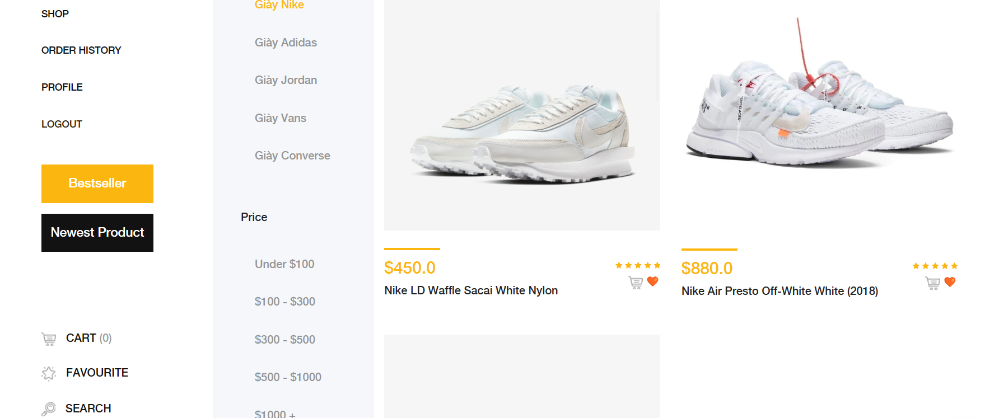 SHOP
ORDER HISTORY
PROFILE
LOGOUT
Bestseller
Newest Product
CART (0)
FAVOURITE
SEARCH
Giày Nike
Giày Adidas
Giày Jordan
Giày Vans
Giày Converse
Price
Under $100
$100 - $300
$300 - $500
$500 - $1000
$1000 +
$450.0
Nike LD Waffle Sacai White Nylon
"SHOELACES"
AIR"
$880.0
Nike Air Presto Off-White White (2018)